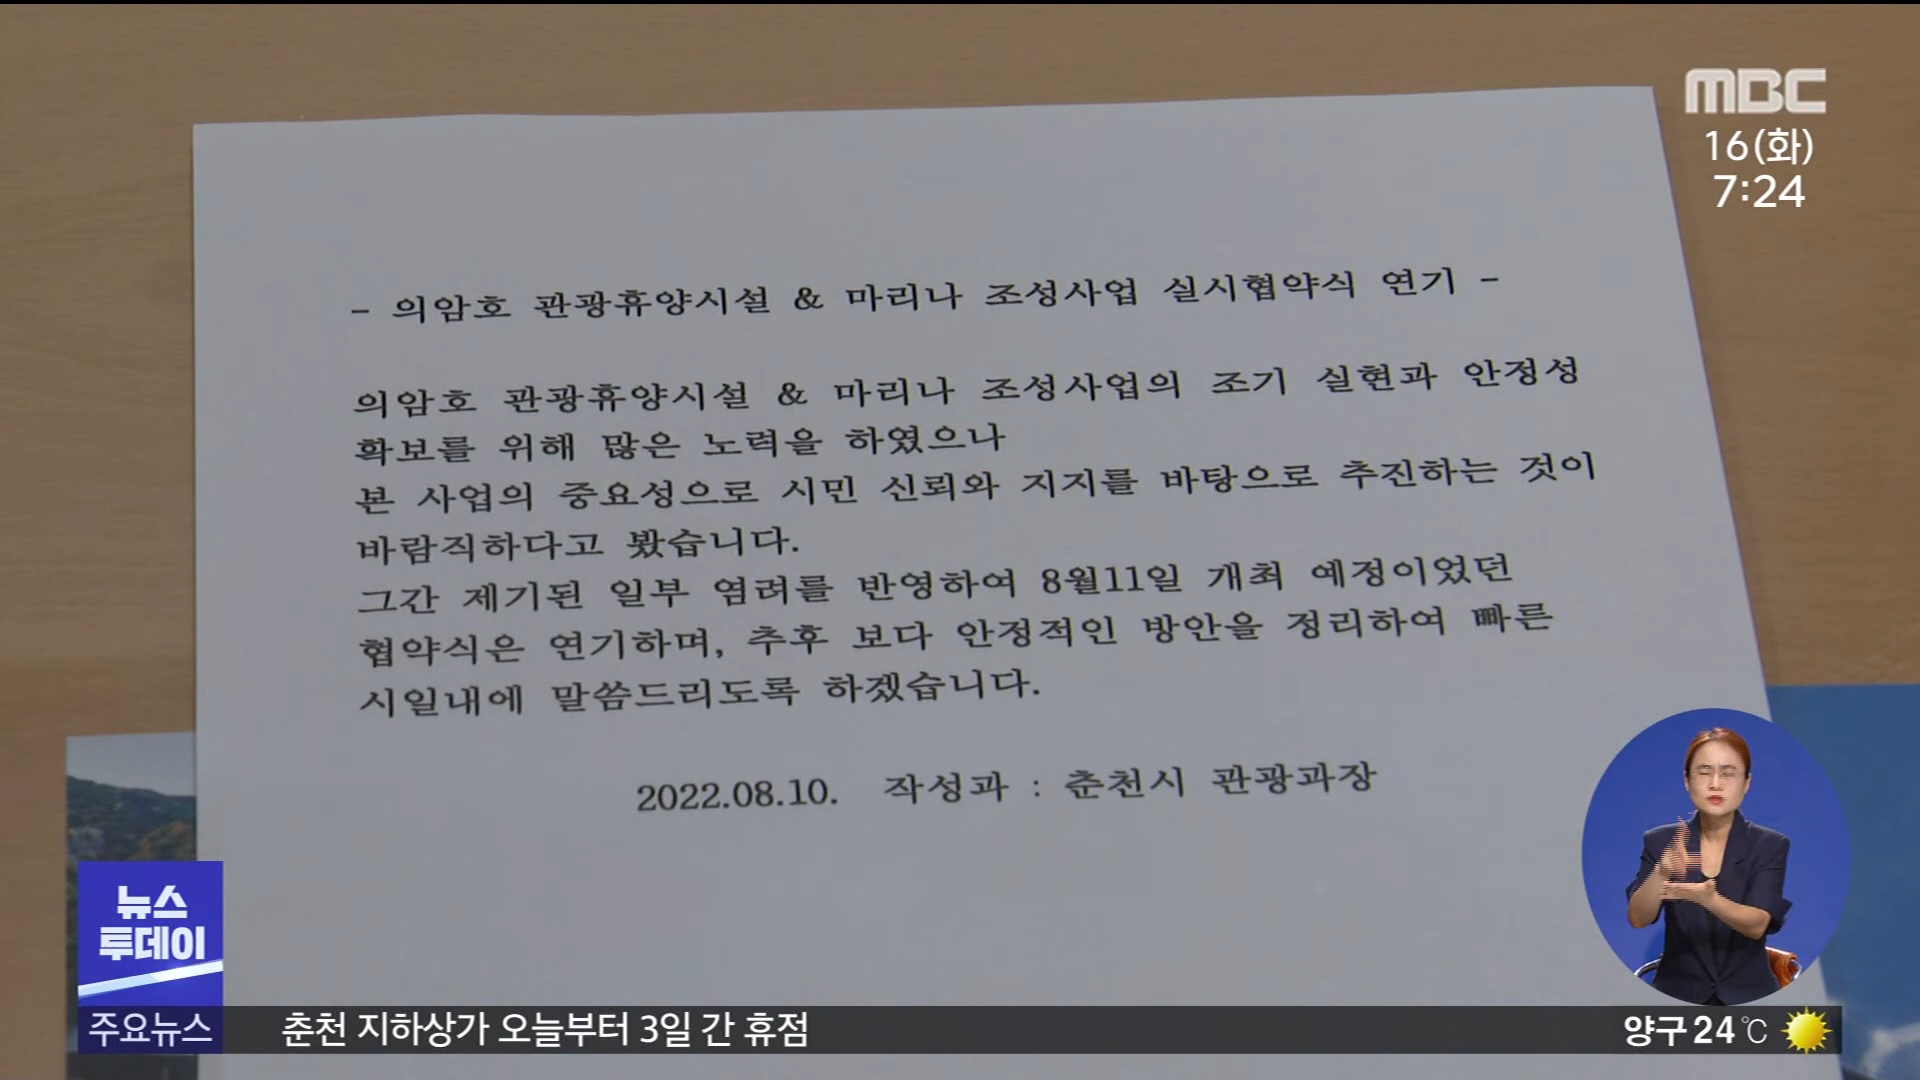 MBC
16(화)
7:24
- 의암호 관광휴양시설 & 마리나 조성사업 실시협약식 연기 -
의암호 관광휴양시설 & 마리나 조성사업의 조기 실현과 안정성
확보를 위해 많은 노력을 하였으나
본 사업의 중요성으로 시민 신뢰와 지지를 바탕으로 추진하는 것이
바람직하다고 봤습니다.
그간 제기된 일부 염려를 반영하여 8월11일 개최 예정이었던
협약식은 연기하며, 추후 보다 안정적인 방안을 정리하여 빠른
시일내에 말씀드리도록 하겠습니다.
2022.08.10. 작성과 : 춘천시 관광과장
뉴스
투데이
주요뉴스 춘천 지하상가 오늘부터 3일 간 휴점 양구 24℃